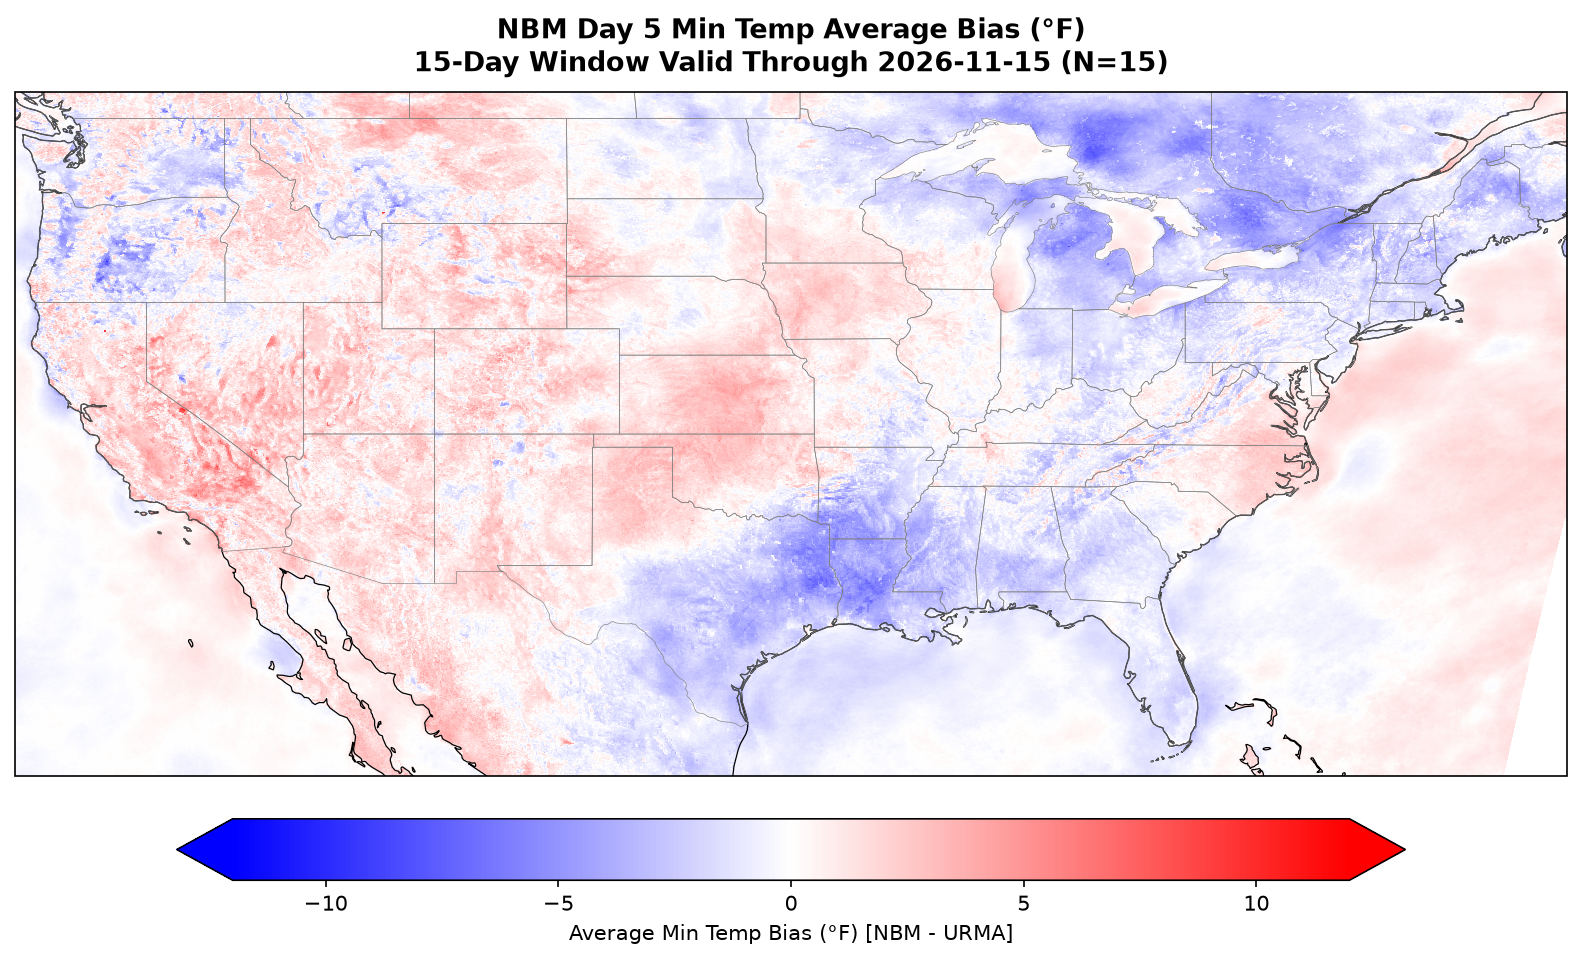 NBM Day 5 Min Temp Average Bias (°F)
15-Day Window Valid Through 2026-11-15 (N=15)
−10 −5 0 5 10
Average Min Temp Bias (°F) [NBM - URMA]